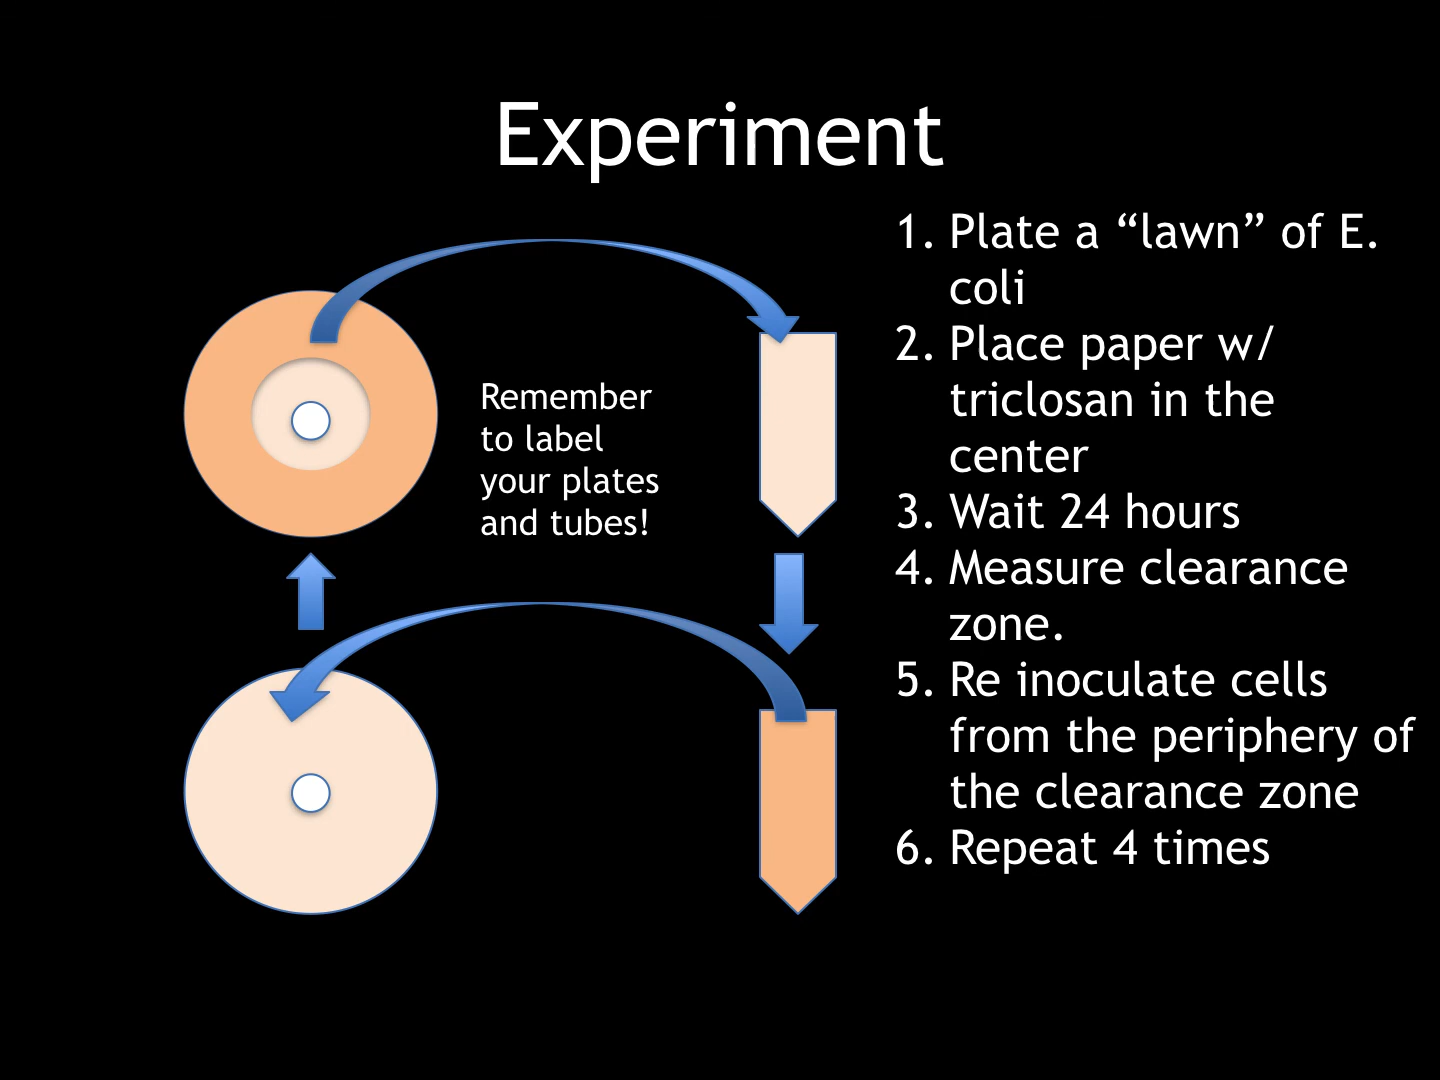 Experiment
Remember
to label
your plates
and tubes!
1. Plate a “lawn” of E.
coli
2. Place paper w/
triclosan in the
center
3. Wait 24 hours
4. Measure clearance
zone.
5. Re inoculate cells
from the periphery of
the clearance zone
6. Repeat 4 times